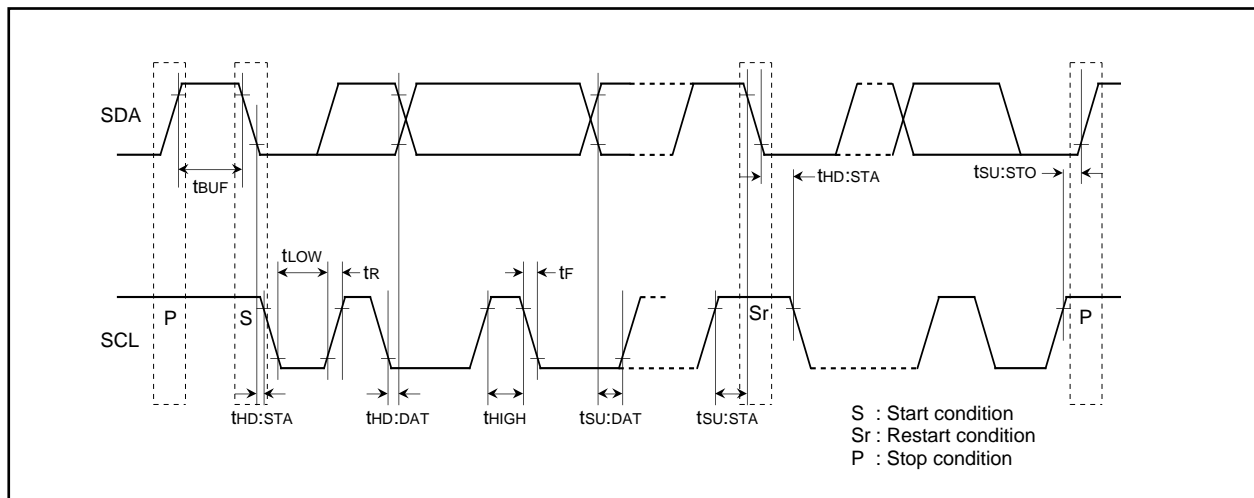 SDA
tBUF
tHD:STA
tSU:STO
tLOW
tR
tF
P
S
Sr
P
SCL
tHD:STA
tHD:DAT
tHIGH
tSU:DAT
tSU:STA
S : Start condition
Sr : Restart condition
P : Stop condition